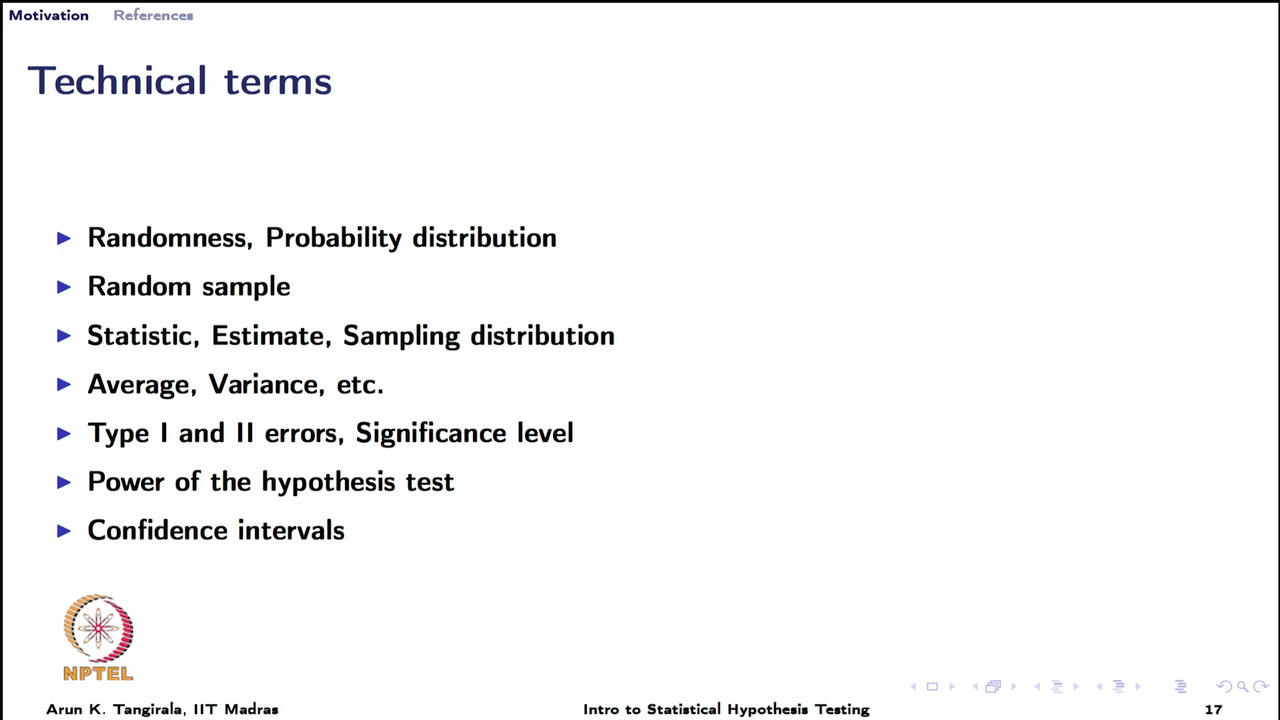 Motivation References
Technical terms
Randomness, Probability distribution
Random sample
Statistic, Estimate, Sampling distribution
Average, Variance, etc.
Type I and II errors, Significance level
Power of the hypothesis test
Confidence intervals
NPTEL
Arun K. Tangirala, IIT Madras Intro to Statistical Hypothesis Testing 17